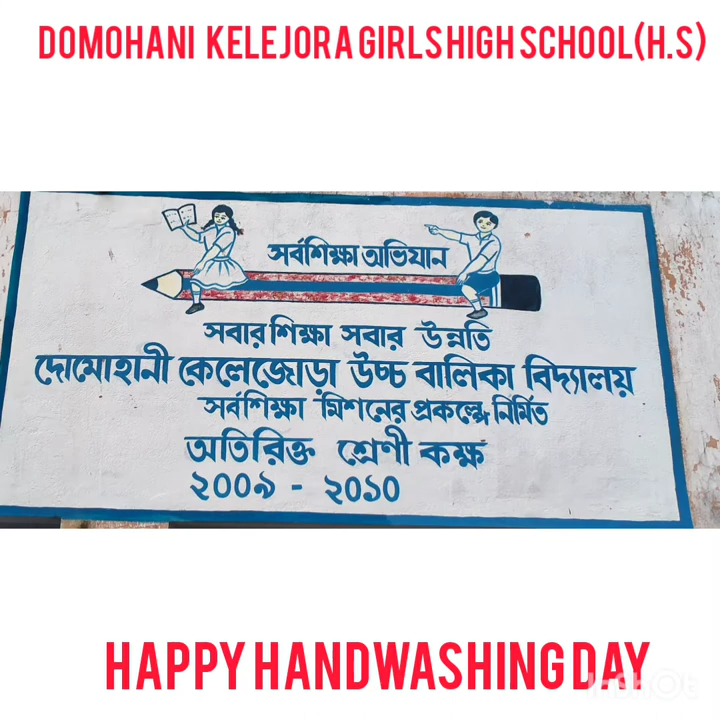 DOMOHANI KELEJORA GIRLS HIGH SCHOOL(H.S)
সর্বশিক্ষা অভিযান
সবার শিক্ষা সবার উন্নতি
দোমোহানী কেলেজোড়া উচ্চ বালিকা বিদ্যালয়
সর্বশিক্ষা মিশনের প্রকল্পে নির্মিত
অতিরিক্ত শ্রেণী কক্ষ
২০০৯ - ২০১০
HAPPY HANDWASHING DAY
InShOt